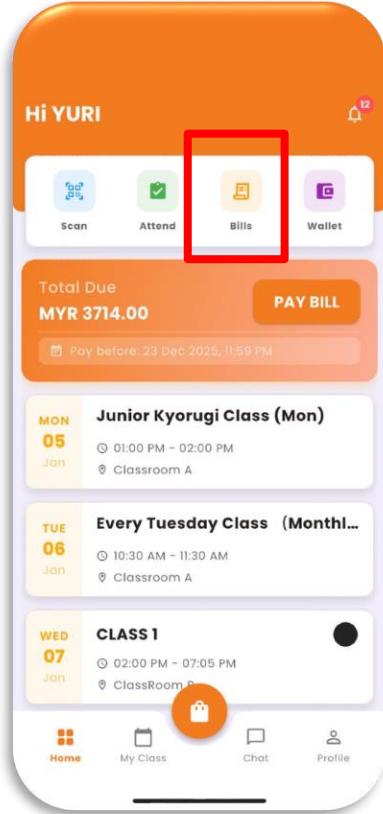 Hi YURI
12
Scan Attend Bills Wallet
Total Due
MYR 3714.00
PAY BILL
Pay before: 23 Dec 2025, 11:59 PM
MON
05
Jan
Junior Kyorugi Class (Mon)
01:00 PM - 02:00 PM
Classroom A
TUE
06
Jan
Every Tuesday Class （Monthl...
10:30 AM - 11:30 AM
Classroom A
WED
07
Jan
CLASS 1
02:00 PM - 07:05 PM
ClassRoom
Home My Class Chat Profile